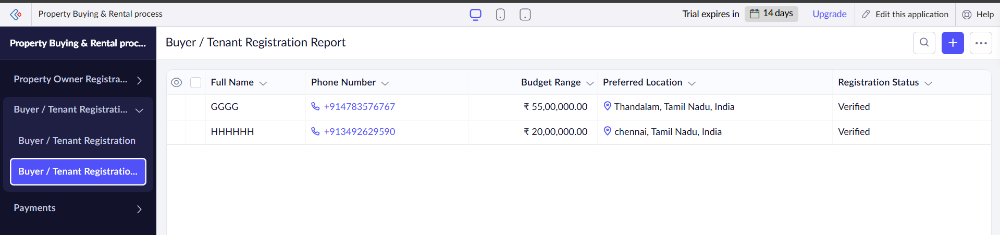 Property Buying & Rental process
Trial expires in 14 days Upgrade Edit this application Help
Property Buying & Rental proc...
Property Owner Registra...
Buyer / Tenant Registrati...
Buyer / Tenant Registration
Buyer / Tenant Registratio...
Payments
Buyer / Tenant Registration Report
Full Name Phone Number Budget Range Preferred Location Registration Status
GGGG +914783576767 ₹ 55,00,000.00 Thandalam, Tamil Nadu, India Verified
HHHHHH +913492629590 ₹ 20,00,000.00 chennai, Tamil Nadu, India Verified